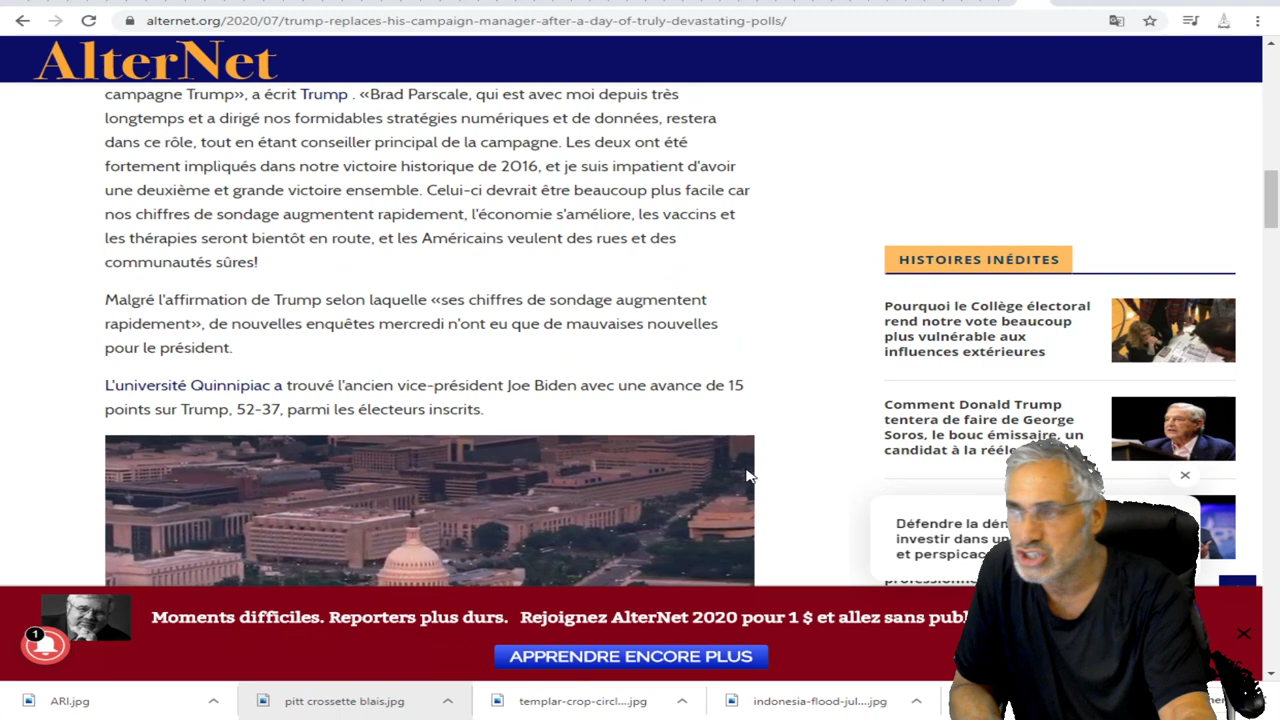 alternet.org/2020/07/trump-replaces-his-campaign-manager-after-a-day-of-truly-devastating-polls/
AlterNet
campagne Trump», a écrit Trump . «Brad Parscale, qui est avec moi depuis très
longtemps et a dirigé nos formidables stratégies numériques et de données, restera
dans ce rôle, tout en étant conseiller principal de la campagne. Les deux ont été
fortement impliqués dans notre victoire historique de 2016, et je suis impatient d'avoir
une deuxième et grande victoire ensemble. Celui-ci devrait être beaucoup plus facile car
nos chiffres de sondage augmentent rapidement, l'économie s'améliore, les vaccins et
les thérapies seront bientôt en route, et les Américains veulent des rues et des
communautés sûres!
Malgré l'affirmation de Trump selon laquelle «ses chiffres de sondage augmentent
rapidement», de nouvelles enquêtes mercredi n'ont eu que de mauvaises nouvelles
pour le président.
L'université Quinnipiac a trouvé l'ancien vice-président Joe Biden avec une avance de 15
points sur Trump, 52-37, parmi les électeurs inscrits.
HISTOIRES INÉDITES
Pourquoi le Collège électoral
rend notre vote beaucoup
plus vulnérable aux
influences extérieures
Comment Donald Trump
tentera de faire de George
Soros, le bouc émissaire, un
candidat à la
Défendre la
investir dans
et
Moments difficiles. Reporters plus durs. Rejoignez AlterNet 2020 pour 1 $ et allez sans
APPRENDRE ENCORE PLUS
1
ARI.jpg
pitt crossette blais.jpg
templar-crop-circl....jpg
indonesia-flood-jul....jpg